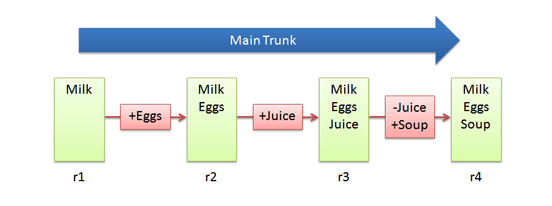 Main Trunk
Milk
+Eggs
Milk
Eggs
+Juice
Milk
Eggs
Juice
-Juice
+Soup
Milk
Eggs
Soup
r1
r2
r3
r4